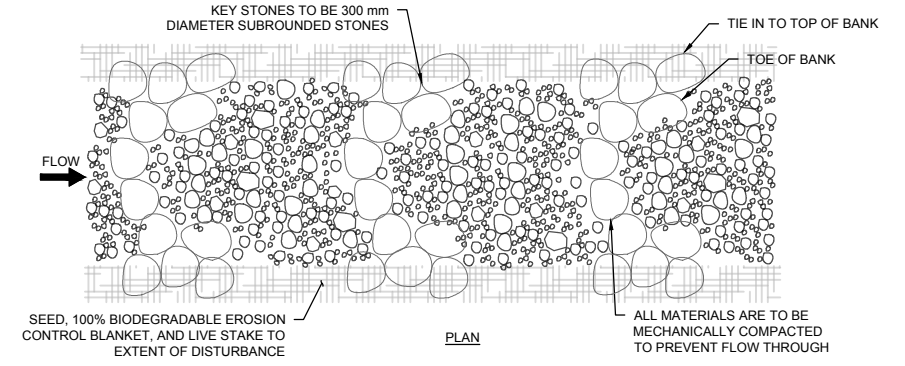 KEY STONES TO BE 300 mm
DIAMETER SUBROUNDED STONES
TIE IN TO TOP OF BANK
TOE OF BANK
FLOW
SEED, 100% BIODEGRADABLE EROSION
CONTROL BLANKET, AND LIVE STAKE TO
EXTENT OF DISTURBANCE
PLAN
ALL MATERIALS ARE TO BE
MECHANICALLY COMPACTED
TO PREVENT FLOW THROUGH